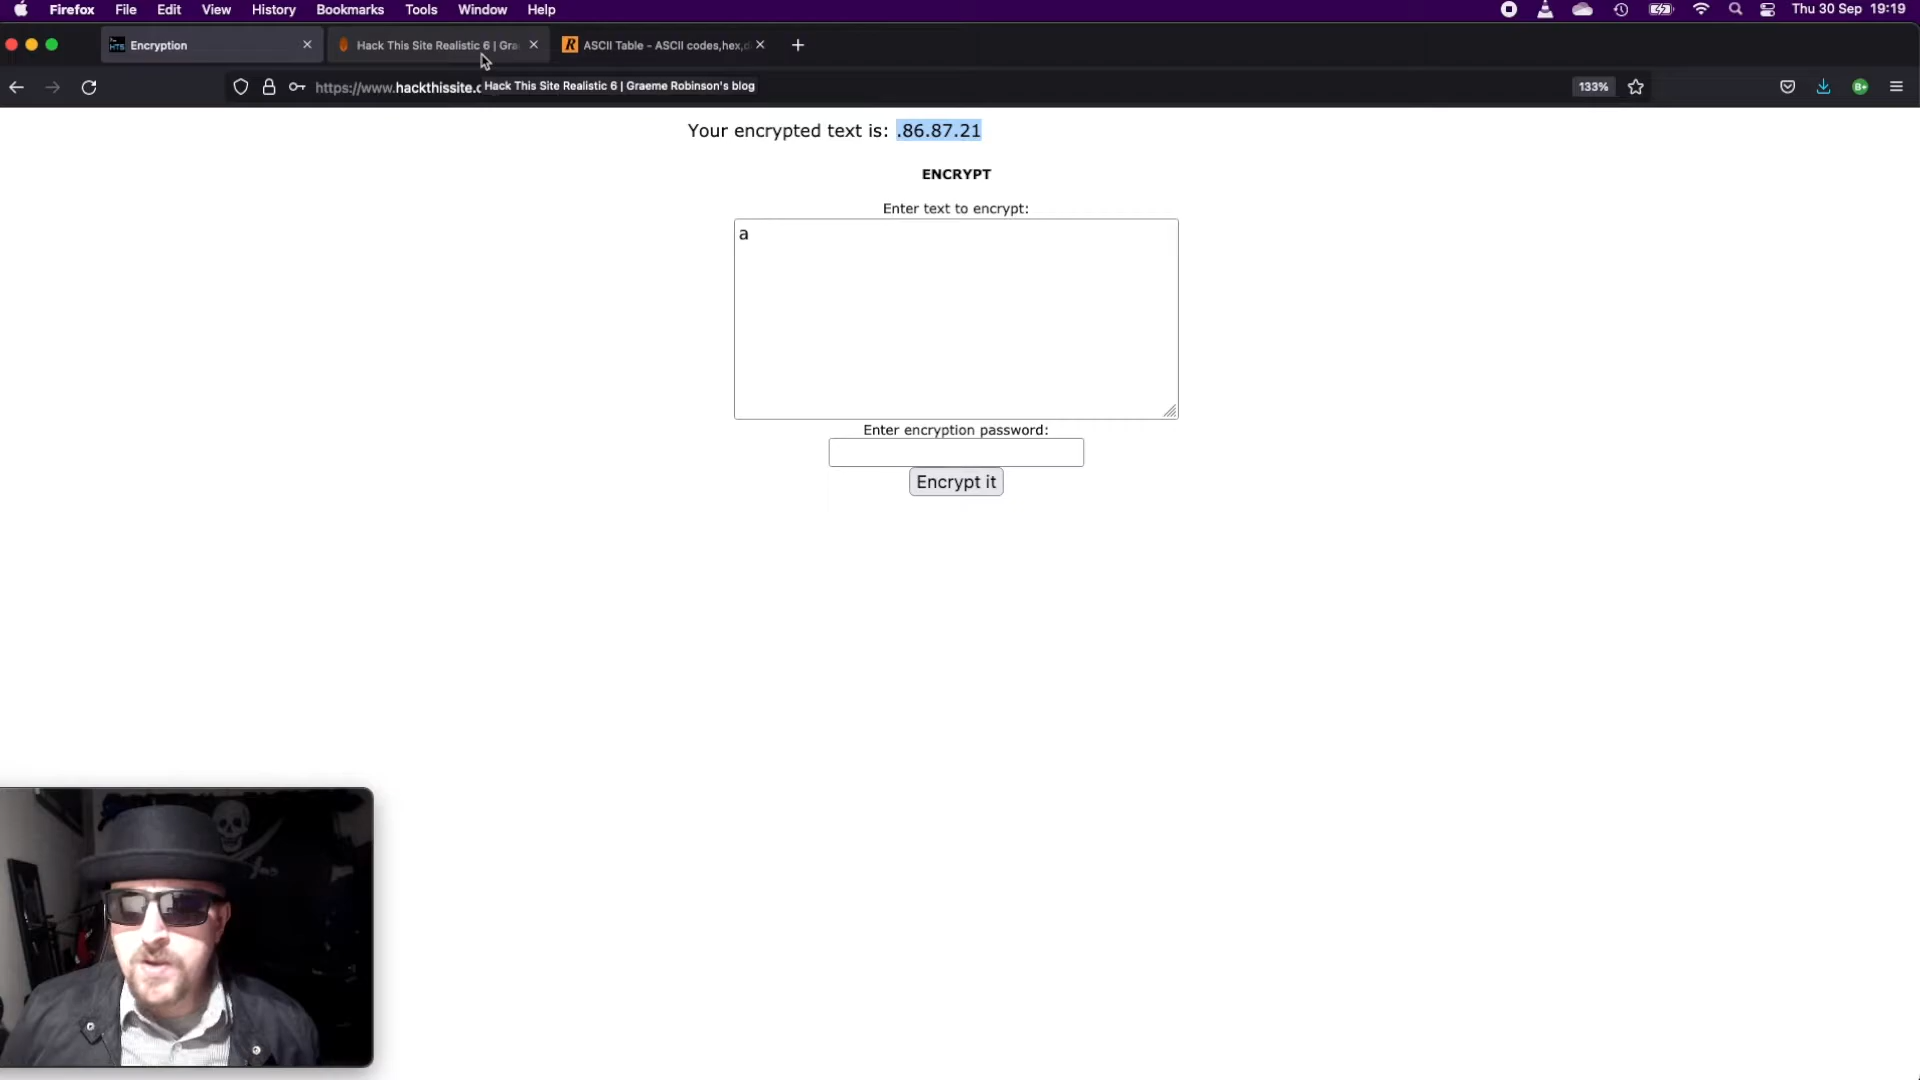 Firefox File Edit View History Bookmarks Tools Window Help Thu 30 Sep 19:19
Encryption Hack This Site Realistic 6 | Gra ASCII Table - ASCII codes,hex,d
https://www.hackthissite.c Hack This Site Realistic 6 | Graeme Robinson's blog 133%
Your encrypted text is: .86.87.21
ENCRYPT
Enter text to encrypt:
a
Enter encryption password:
Encrypt it